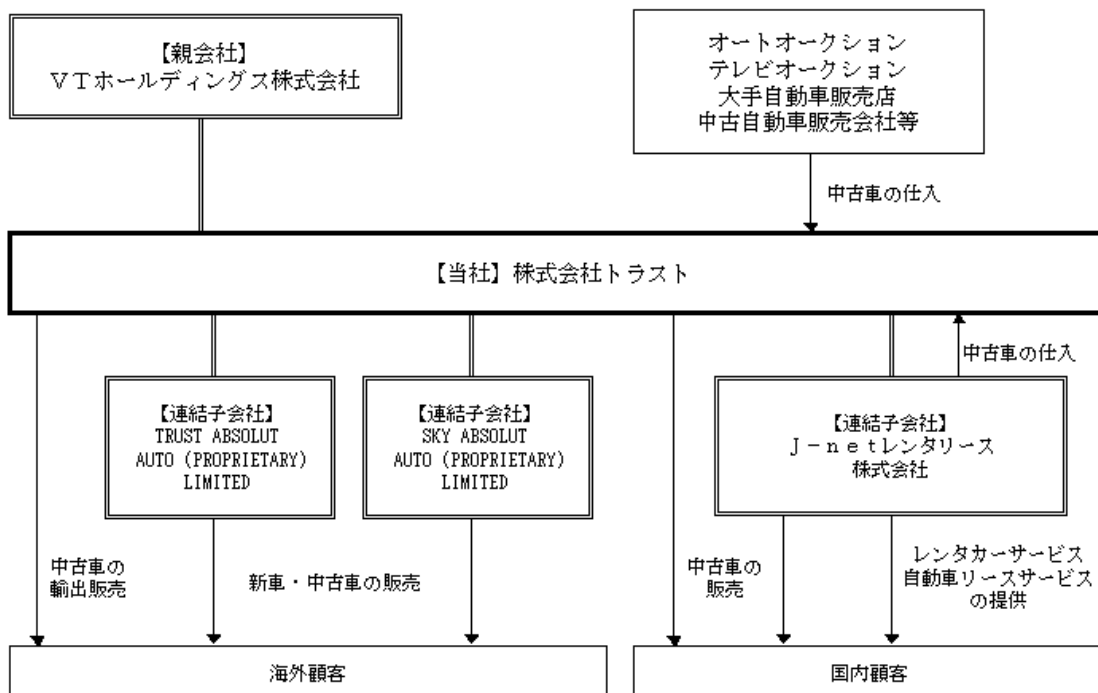 【親会社】
VTホールディングス株式会社
オートオークション
テレビオークション
大手自動車販売店
中古自動車販売会社等
中古車の仕入
【当社】株式会社トラスト
中古車の仕入
【連結子会社】
TRUST ABSOLUT
AUTO (PROPRIETARY)
LIMITED
【連結子会社】
SKY ABSOLUT
AUTO (PROPRIETARY)
LIMITED
【連結子会社】
J-netレンタリース
株式会社
中古車の
輸出販売
新車・中古車の販売
中古車の
販売
レンタカーサービス
自動車リースサービス
の提供
海外顧客
国内顧客